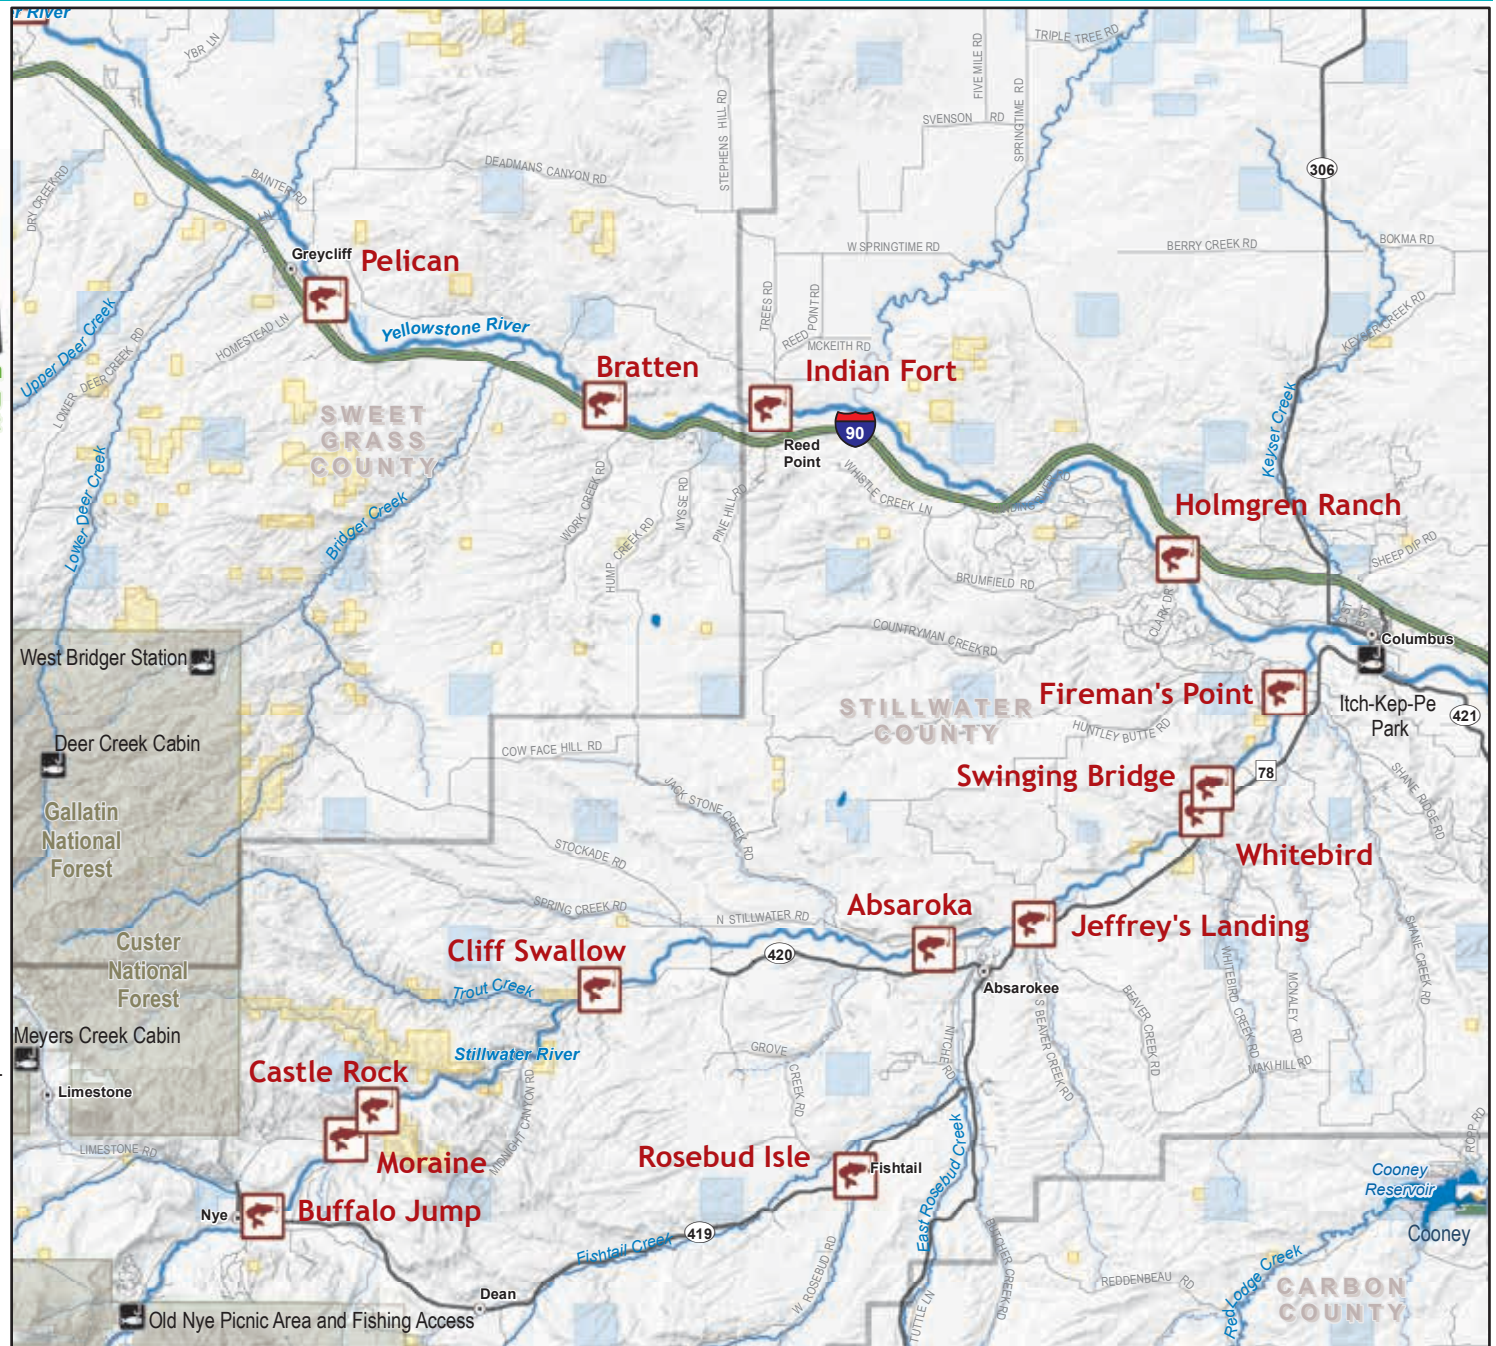 r River
YBR LN
TRIPLE TREE RD
FIVE MILE RD
SPRINGTIME RD
STEPHENS HILL RD
SVENSON RD
306
DEADMANS CANYON RD
DRY CREEK RD
BAINTER RD
LN
W SPRINGTIME RD
BERRY CREEK RD
BOKMA RD
Greycliff
Pelican
TREES RD
REED POINT RD
MCKEITH RD
KEYSER CREEK RD
Upper Deer Creek
LOWER DEER CREEK RD
HOMESTEAD LN
Yellowstone River
Bratten
Indian Fort
Keyser Creek
SWEET
GRASS
COUNTY
90
Reed
Point
WHISTLE CREEK LN
Holmgren Ranch
Lower Deer Creek
Bridger Creek
WORK CREEK RD
HUMP CREEK RD
MYSSE RD
PINE HILL RD
SHEEP DIP RD
BRUMFIELD RD
CLARK DR
COUNTRYMAN CREEK RD
Columbus
West Bridger Station
Fireman's Point
Itch-Kep-Pe
Park
421
STILLWATER
COUNTY
HUNTLEY BUTTE RD
Deer Creek Cabin
COW FACE HILL RD
Swinging Bridge
78
JACK STONE CREEK RD
SHANE RIDGE RD
Gallatin
National
Forest
STOCKADE RD
Whitebird
SPRING CREEK RD
N STILLWATER RD
Absaroka
Jeffrey's Landing
SHANE CREEK RD
Custer
National
Forest
Cliff Swallow
420
Trout Creek
Absarokee
WHITEBIRD CREEK RD
MCNALEY RD
S BEAVER CREEK RD
BEAVER CREEK RD
Meyers Creek Cabin
Stillwater River
GROVE CREEK RD
NITCHE RD
MAKI HILL RD
Castle Rock
Limestone
MIDNIGHT CANYON RD
LIMESTONE RD
Moraine
Rosebud Isle
Fishtail
East Rosebud Creek
ROPP RD
Cooney
Reservoir
Nye
Buffalo Jump
419
Fishtail Creek
Cooney
W ROSEBUD RD
BUTCHER CREEK RD
REDDENBEAU RD
Red Lodge Creek
CARBON
COUNTY
Dean
TUTTLE LN
Old Nye Picnic Area and Fishing Access